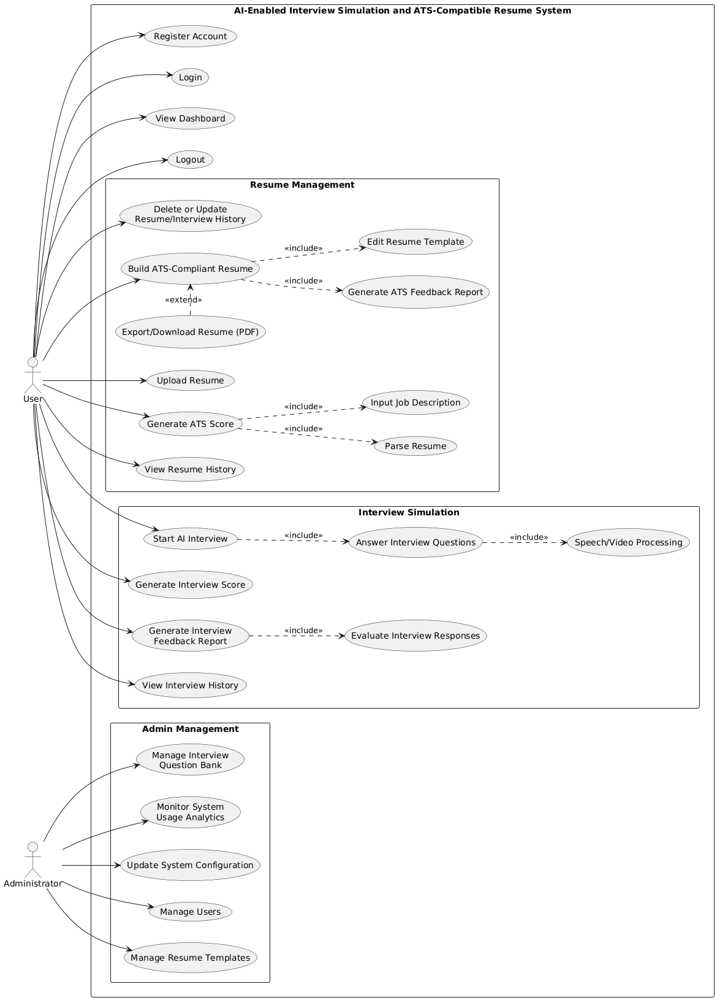 AI-Enabled Interview Simulation and ATS-Compatible Resume System
Register Account
Login
View Dashboard
Logout
Resume Management
Delete or Update
Resume/Interview History
Edit Resume Template
«include»
Build ATS-Compliant Resume
«include»
Generate ATS Feedback Report
«extend»
Export/Download Resume (PDF)
Upload Resume
User
Input Job Description
«include»
Generate ATS Score
«include»
Parse Resume
View Resume History
Interview Simulation
Start AI Interview
«include»
Answer Interview Questions
«include»
Speech/Video Processing
Generate Interview Score
Generate Interview
Feedback Report
«include»
Evaluate Interview Responses
View Interview History
Admin Management
Manage Interview
Question Bank
Monitor System
Usage Analytics
Update System Configuration
Administrator
Manage Users
Manage Resume Templates